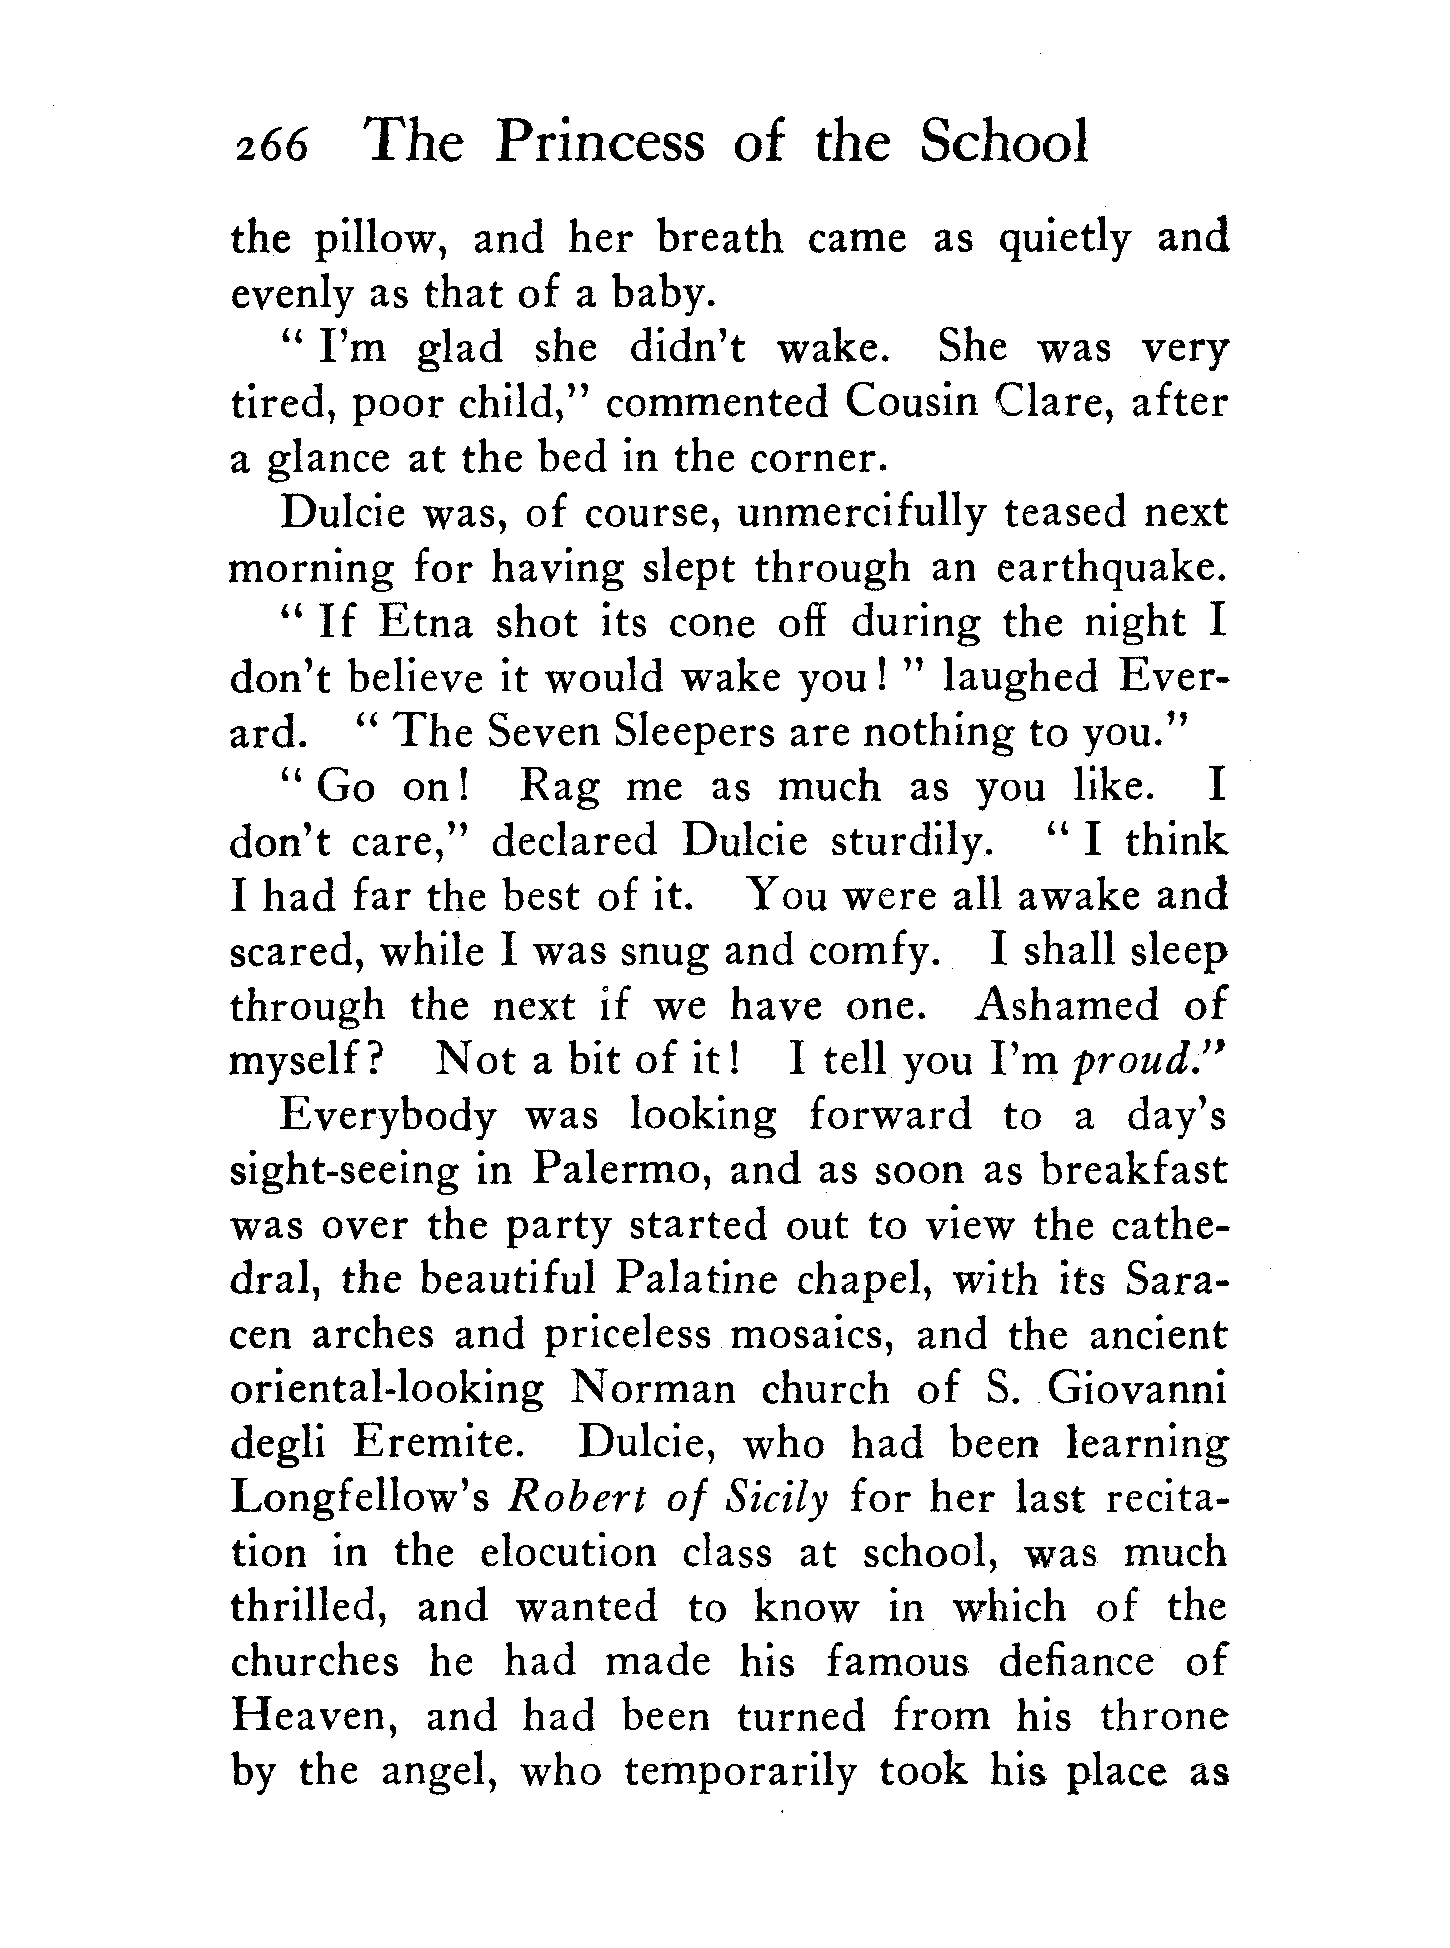 266 The Princess of the School
the pillow, and her breath came as quietly and
evenly as that of a baby.
“ I'm glad she didn't wake. She was very
tired, poor child,” commented Cousin Clare, after
a glance at the bed in the corner.
Dulcie was, of course, unmercifully teased next
morning for having slept through an earthquake.
“ If Etna shot its cone off during the night I
don't believe it would wake you! ” laughed Ever-
ard. “ The Seven Sleepers are nothing to you.”
“ Go on! Rag me as much as you like. I
don't care,” declared Dulcie sturdily. “ I think
I had far the best of it. You were all awake and
scared, while I was snug and comfy. I shall sleep
through the next if we have one. Ashamed of
myself? Not a bit of it! I tell you I'm proud.”
Everybody was looking forward to a day's
sight-seeing in Palermo, and as soon as breakfast
was over the party started out to view the cathe-
dral, the beautiful Palatine chapel, with its Sara-
cen arches and priceless mosaics, and the ancient
oriental-looking Norman church of S. Giovanni
degli Eremite. Dulcie, who had been learning
Longfellow's Robert of Sicily for her last recita-
tion in the elocution class at school, was much
thrilled, and wanted to know in which of the
churches he had made his famous defiance of
Heaven, and had been turned from his throne
by the angel, who temporarily took his place as